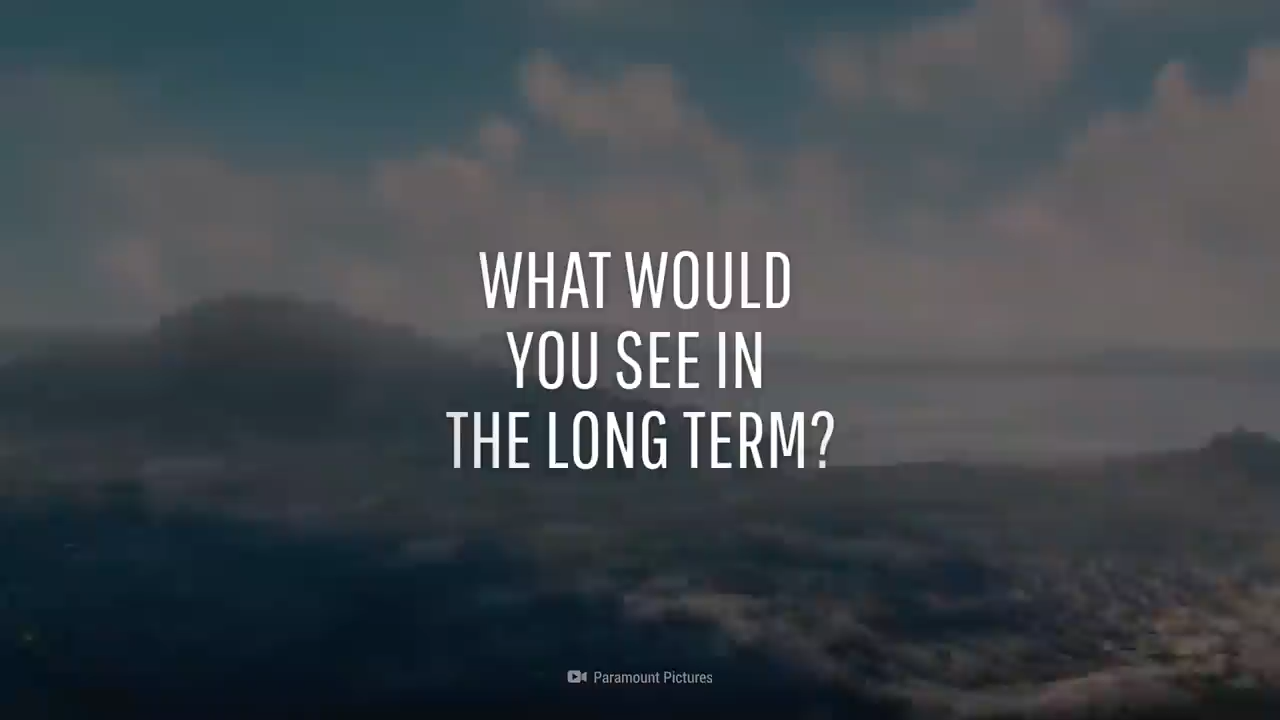 WHAT WOULD
YOU SEE IN
THE LONG TERM?
Paramount Pictures